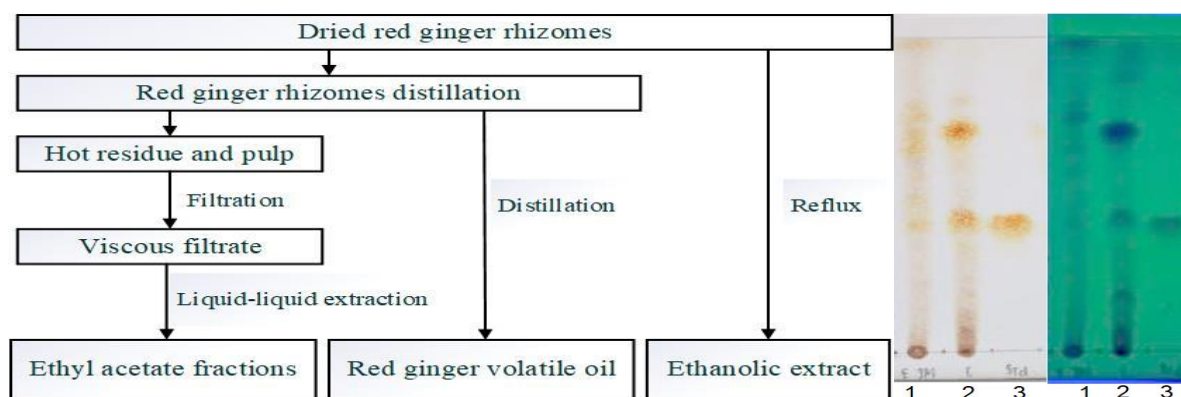 Dried red ginger rhizomes
Red ginger rhizomes distillation
Hot residue and pulp
Filtration
Distillation
Reflux
Viscous filtrate
Liquid-liquid extraction
Ethyl acetate fractions
Red ginger volatile oil
Ethanolic extract
1 2 3
1 2 3